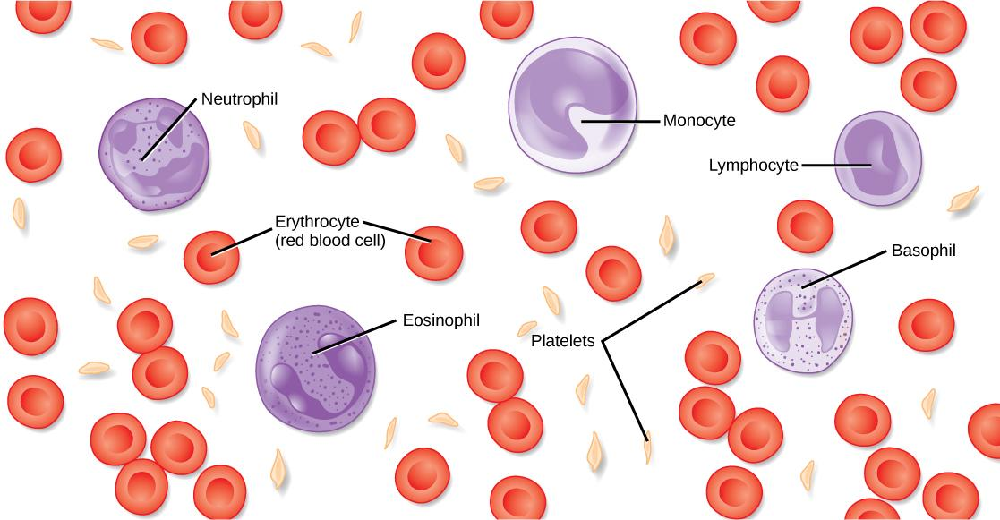 Neutrophil
Monocyte
Lymphocyte
Erythrocyte
(red blood cell)
Basophil
Eosinophil
Platelets